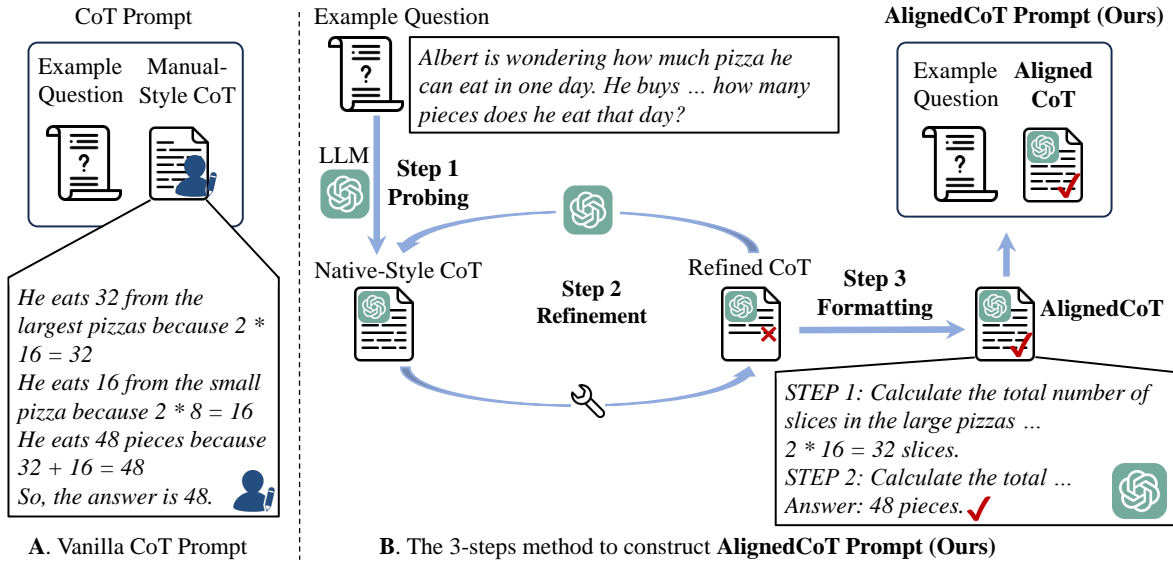 CoT Prompt
Example
Question
Manual-
Style CoT
?
He eats 32 from the
largest pizzas because 2 *
16 = 32
He eats 16 from the small
pizza because 2 * 8 = 16
He eats 48 pieces because
32 + 16 = 48
So, the answer is 48.
A. Vanilla CoT Prompt
Example Question
?
Albert is wondering how much pizza he
can eat in one day. He buys … how many
pieces does he eat that day?
LLM
Step 1
Probing
Native-Style CoT
Step 2
Refinement
Refined CoT
Step 3
Formatting
AlignedCoT
STEP 1: Calculate the total number of
slices in the large pizzas …
2 * 16 = 32 slices.
STEP 2: Calculate the total …
Answer: 48 pieces.
AlignedCoT Prompt (Ours)
Example
Question
Aligned
CoT
?
B. The 3-steps method to construct AlignedCoT Prompt (Ours)